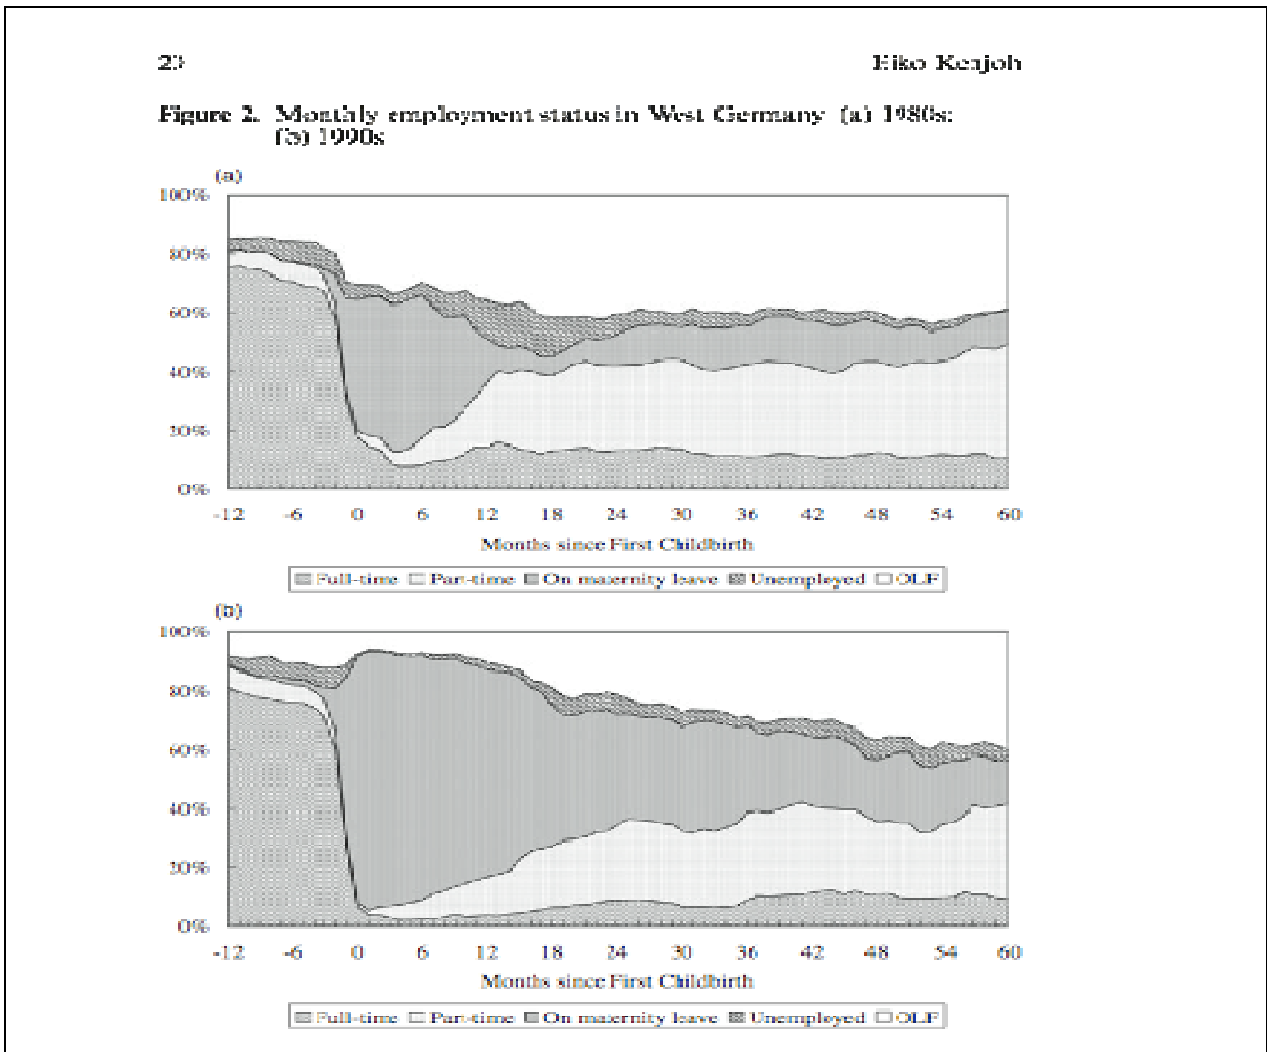 Eiko Kenjoh
Figure 2. Monthly employment status in West Germany (a) 1980s;
(b) 1990s
(a)
100%
80%
60%
40%
20%
0%
-12 -6 0 6 12 18 24 30 36 42 48 54 60
Months since First Childbirth
Full-time Part-time On maternity leave Unemployed OLF
(b)
100%
80%
60%
40%
20%
0%
-12 -6 0 6 12 18 24 30 36 42 48 54 60
Months since First Childbirth
Full-time Part-time On maternity leave Unemployed OLF